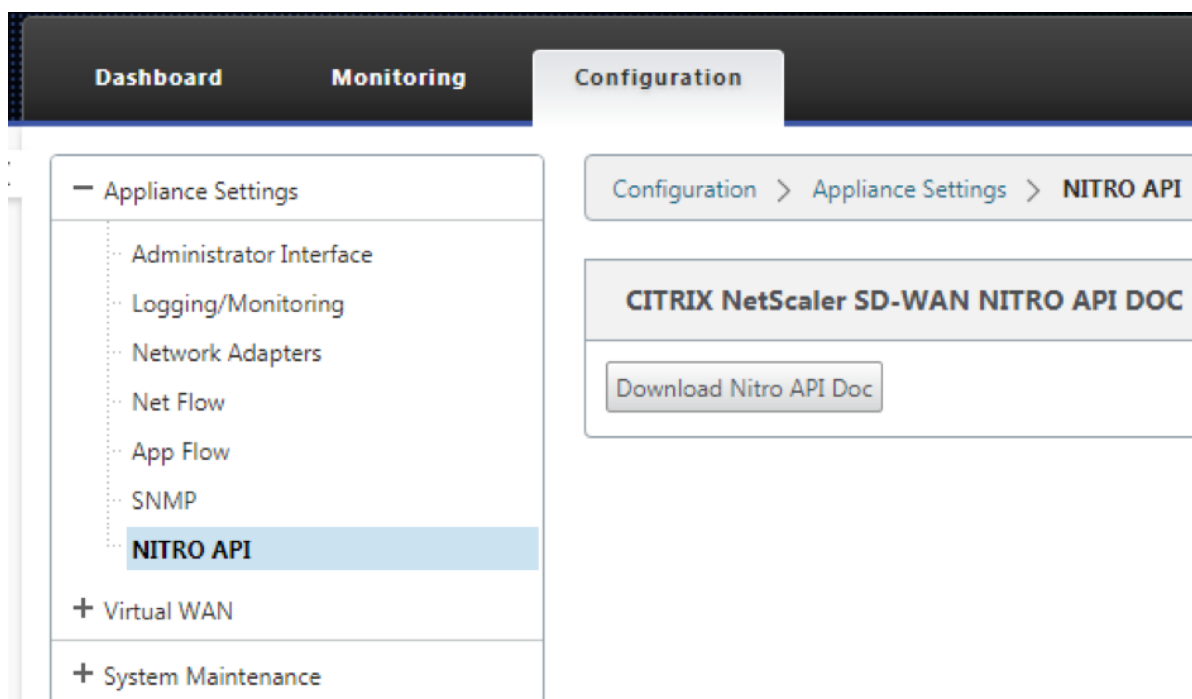 Dashboard Monitoring Configuration
Appliance Settings
Administrator Interface
Logging/Monitoring
Network Adapters
Net Flow
App Flow
SNMP
NITRO API
Virtual WAN
System Maintenance
Configuration > Appliance Settings > NITRO API
CITRIX NetScaler SD-WAN NITRO API DOC
Download Nitro API Doc